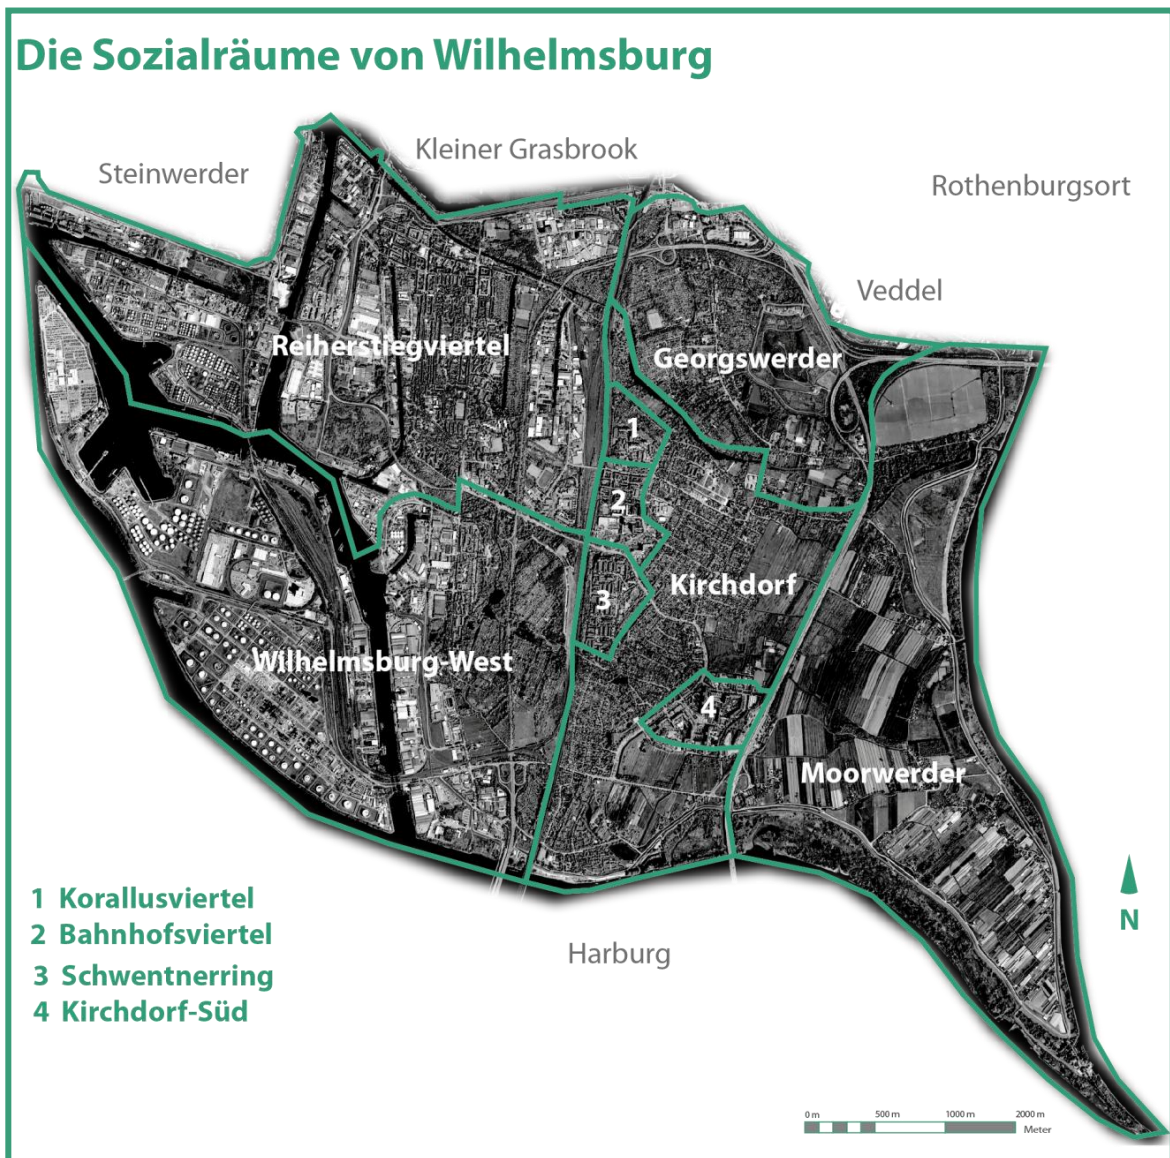 Die Sozialräume von Wilhelmsburg
Kleiner Grasbrook
Steinwerder
Rothenburgsort
Veddel
Reiherstiegviertel
Georgswerder
1
2
Kirchdorf
3
Wilhelmsburg-West
4
Moorwerder
1 Korallusviertel
2 Bahnhofsviertel
3 Schwentnerring
4 Kirchdorf-Süd
N
Harburg
0 m 500 m 1000 m 2000 m
Meter